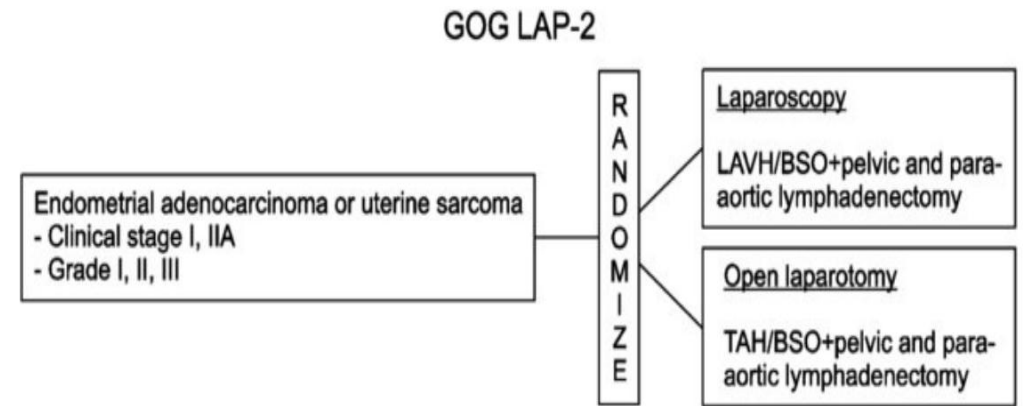 GOG LAP-2
Endometrial adenocarcinoma or uterine sarcoma
- Clinical stage I, IIA
- Grade I, II, III
RANDOMIZE
Laparoscopy
LAVH/BSO+pelvic and para-
aortic lymphadenectomy
Open laparotomy
TAH/BSO+pelvic and para-
aortic lymphadenectomy